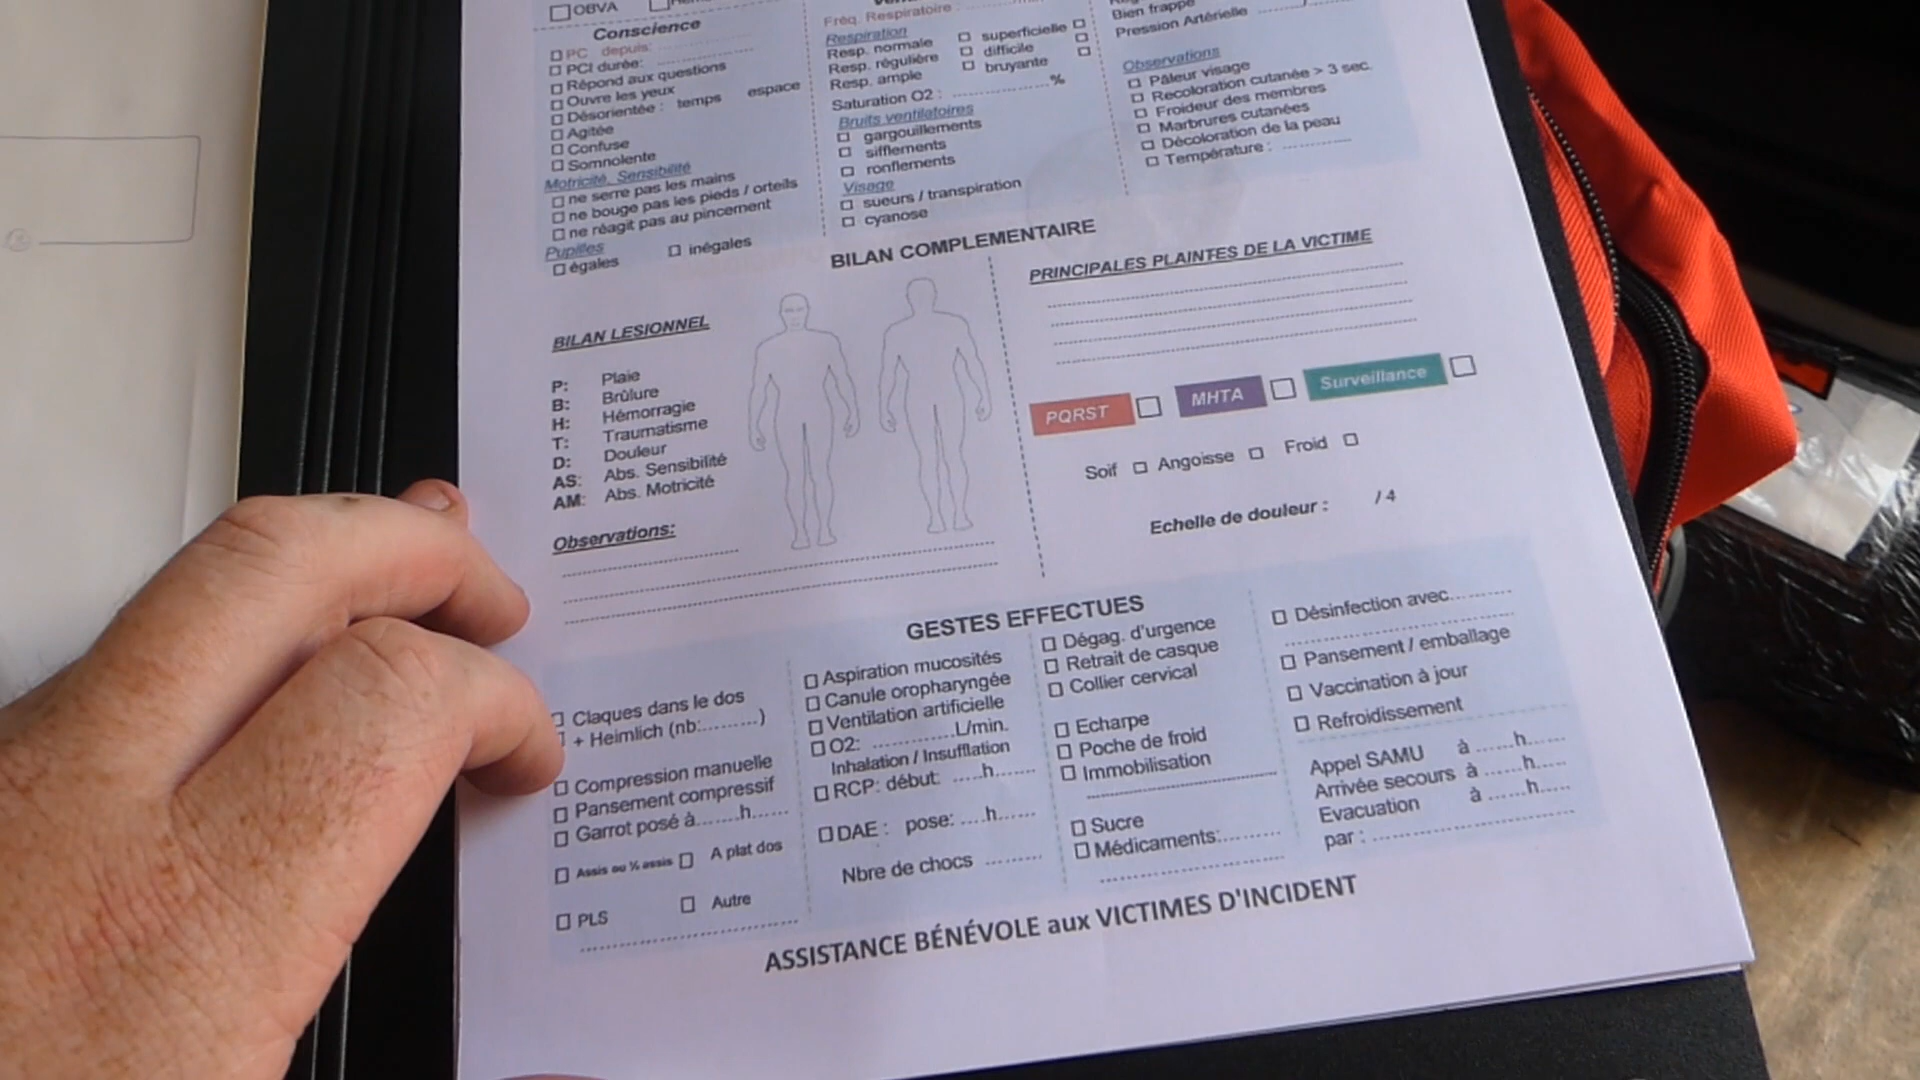 OBVA
Conscience
PC depuis:
PCI durée:
Répond aux questions
Ouvre les yeux
Désorientée : temps espace
Agitée
Confuse
Somnolente
Motricité, Sensibilité
ne serre pas les mains
ne bouge pas les pieds / orteils
ne réagit pas au pincement
Pupilles
égales inégales
Fréq. Respiratoire :
Respiration
Resp. normale superficielle
Resp. régulière difficile
Resp. ample bruyante
Saturation O2 : ..................%
Bruits ventilatoires
gargouillements
sifflements
ronflements
Visage
sueurs / transpiration
cyanose
Bien frappé
Pression Artérielle ........./.........
Observations
Pâleur visage
Recoloration cutanée > 3 sec.
Froideur des membres
Marbrures cutanées
Décoloration de la peau
Température : ..............
BILAN COMPLEMENTAIRE
BILAN LESIONNEL
P: Plaie
B: Brûlure
H: Hémorragie
T: Traumatisme
D: Douleur
AS: Abs. Sensibilité
AM: Abs. Motricité
Observations:
PRINCIPALES PLAINTES DE LA VICTIME
PQRST MHTA Surveillance
Soif Angoisse Froid
Echelle de douleur : / 4
GESTES EFFECTUES
Claques dans le dos
+ Heimlich (nb:.........)
Compression manuelle
Pansement compressif
Garrot posé à.......h......
Assis ou ½ assis A plat dos
PLS Autre
Aspiration mucosités
Canule oropharyngée
Ventilation artificielle
O2: .............L/min.
Inhalation / Insufflation
RCP: début: .....h.......
DAE : pose: ....h......
Nbre de chocs .........
Dégag. d'urgence
Retrait de casque
Collier cervical
Echarpe
Poche de froid
Immobilisation
Sucre
Médicaments:..........
Désinfection avec..........
Pansement / emballage
Vaccination à jour
Refroidissement
Appel SAMU à ......h......
Arrivée secours à ......h.....
Evacuation à ......h.....
par : ..............................
ASSISTANCE BÉNÉVOLE aux VICTIMES D'INCIDENT